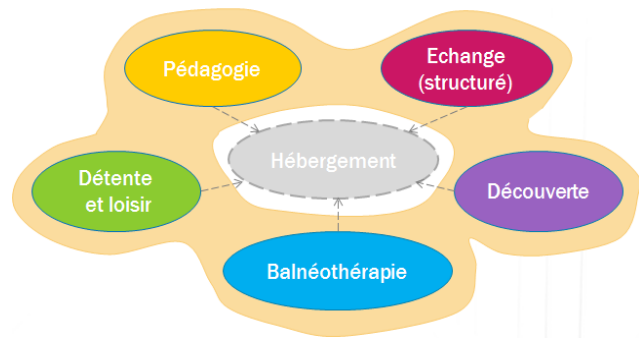 Pédagogie
Echange
(structuré)
Hébergement
Détente
et loisir
Découverte
Balnéothérapie